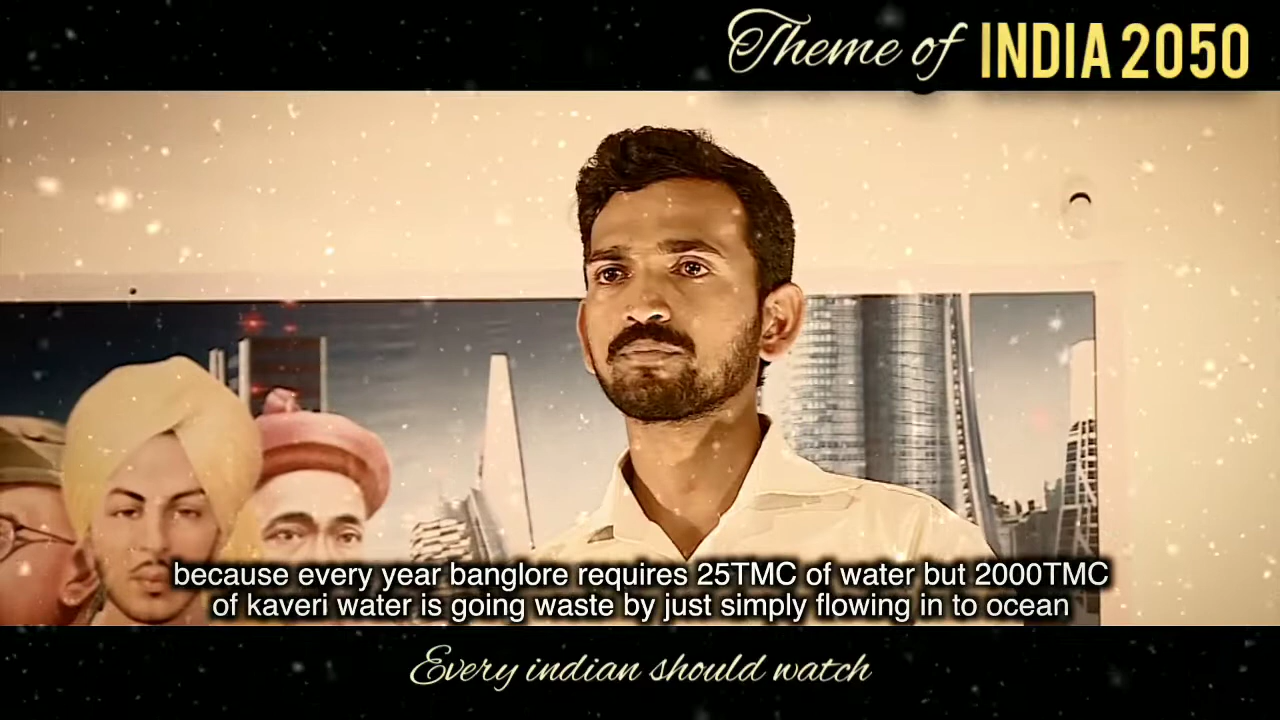 Theme of INDIA 2050
because every year banglore requires 25TMC of water but 2000TMC
of kaveri water is going waste by just simply flowing in to ocean
Every indian should watch